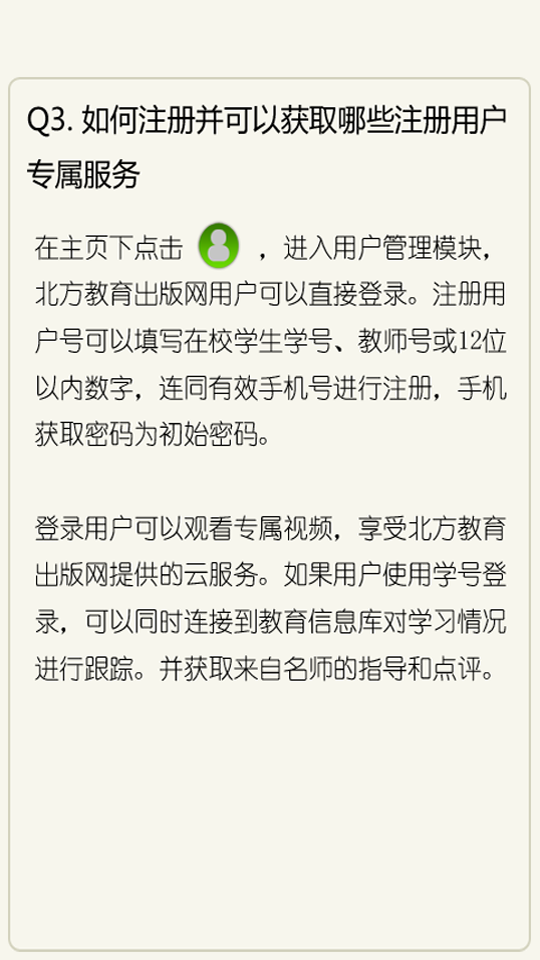 Q3. 如何注册并可以获取哪些注册用户
专属服务
在主页下点击 ，进入用户管理模块，
北方教育出版网用户可以直接登录。注册用
户号可以填写在校学生学号、教师号或12位
以内数字，连同有效手机号进行注册，手机
获取密码为初始密码。
登录用户可以观看专属视频，享受北方教育
出版网提供的云服务。如果用户使用学号登
录，可以同时连接到教育信息库对学习情况
进行跟踪。并获取来自名师的指导和点评。